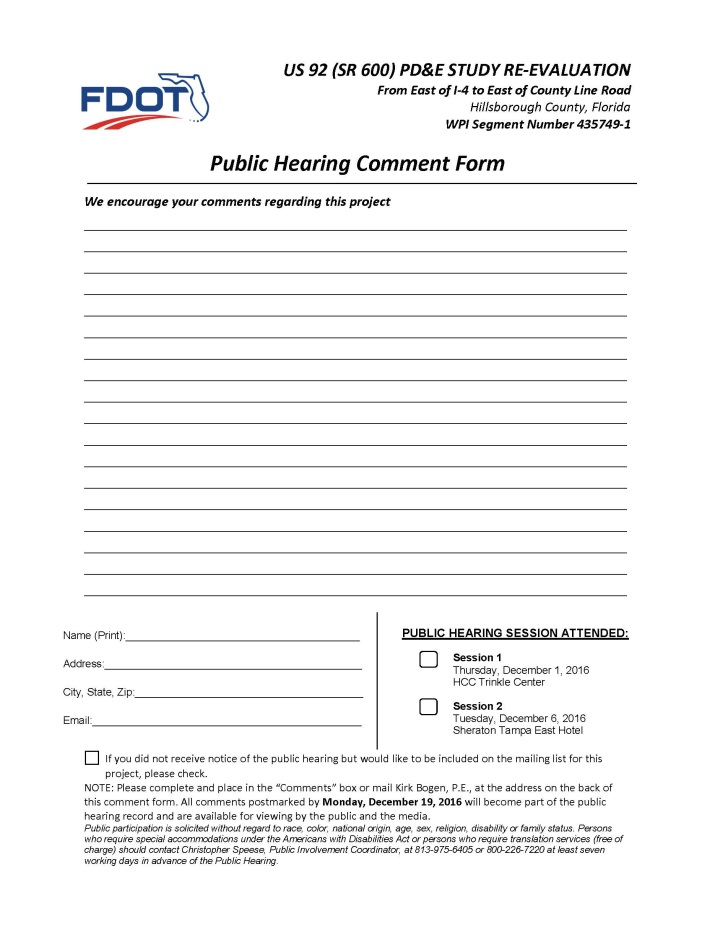 FDOT
US 92 (SR 600) PD&E STUDY RE-EVALUATION
From East of I-4 to East of County Line Road
Hillsborough County, Florida
WPI Segment Number 435749-1
Public Hearing Comment Form
We encourage your comments regarding this project
Name (Print):
Address:
City, State, Zip:
Email:
PUBLIC HEARING SESSION ATTENDED:
Session 1
Thursday, December 1, 2016
HCC Trinkle Center
Session 2
Tuesday, December 6, 2016
Sheraton Tampa East Hotel
If you did not receive notice of the public hearing but would like to be included on the mailing list for this
project, please check.
NOTE: Please complete and place in the “Comments” box or mail Kirk Bogen, P.E., at the address on the back of
this comment form. All comments postmarked by Monday, December 19, 2016 will become part of the public
hearing record and are available for viewing by the public and the media.
Public participation is solicited without regard to race, color, national origin, age, sex, religion, disability or family status. Persons
who require special accommodations under the Americans with Disabilities Act or persons who require translation services (free of
charge) should contact Christopher Speese, Public Involvement Coordinator, at 813-975-6405 or 800-226-7220 at least seven
working days in advance of the Public Hearing.